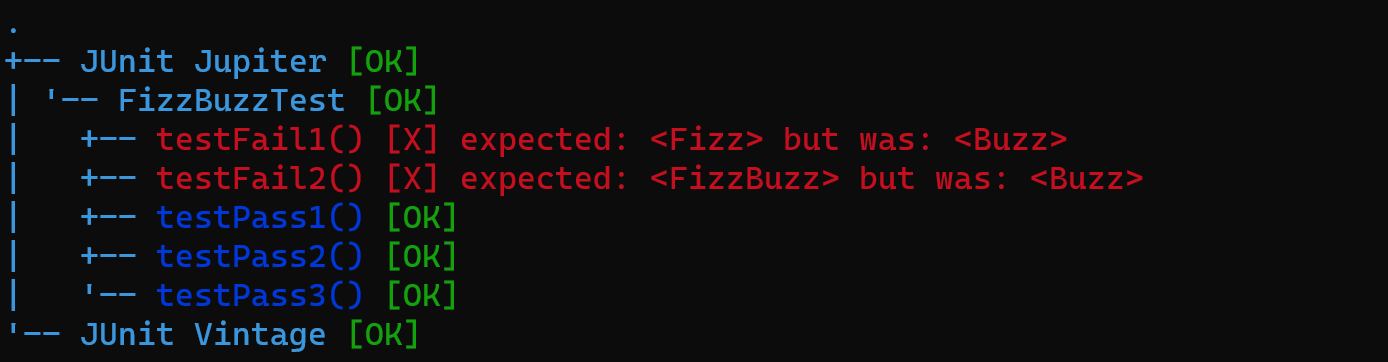 .
+-- JUnit Jupiter [OK]
| '-- FizzBuzzTest [OK]
|   +-- testFail1() [X] expected: <Fizz> but was: <Buzz>
|   +-- testFail2() [X] expected: <FizzBuzz> but was: <Buzz>
|   +-- testPass1() [OK]
|   +-- testPass2() [OK]
|   '-- testPass3() [OK]
'-- JUnit Vintage [OK]